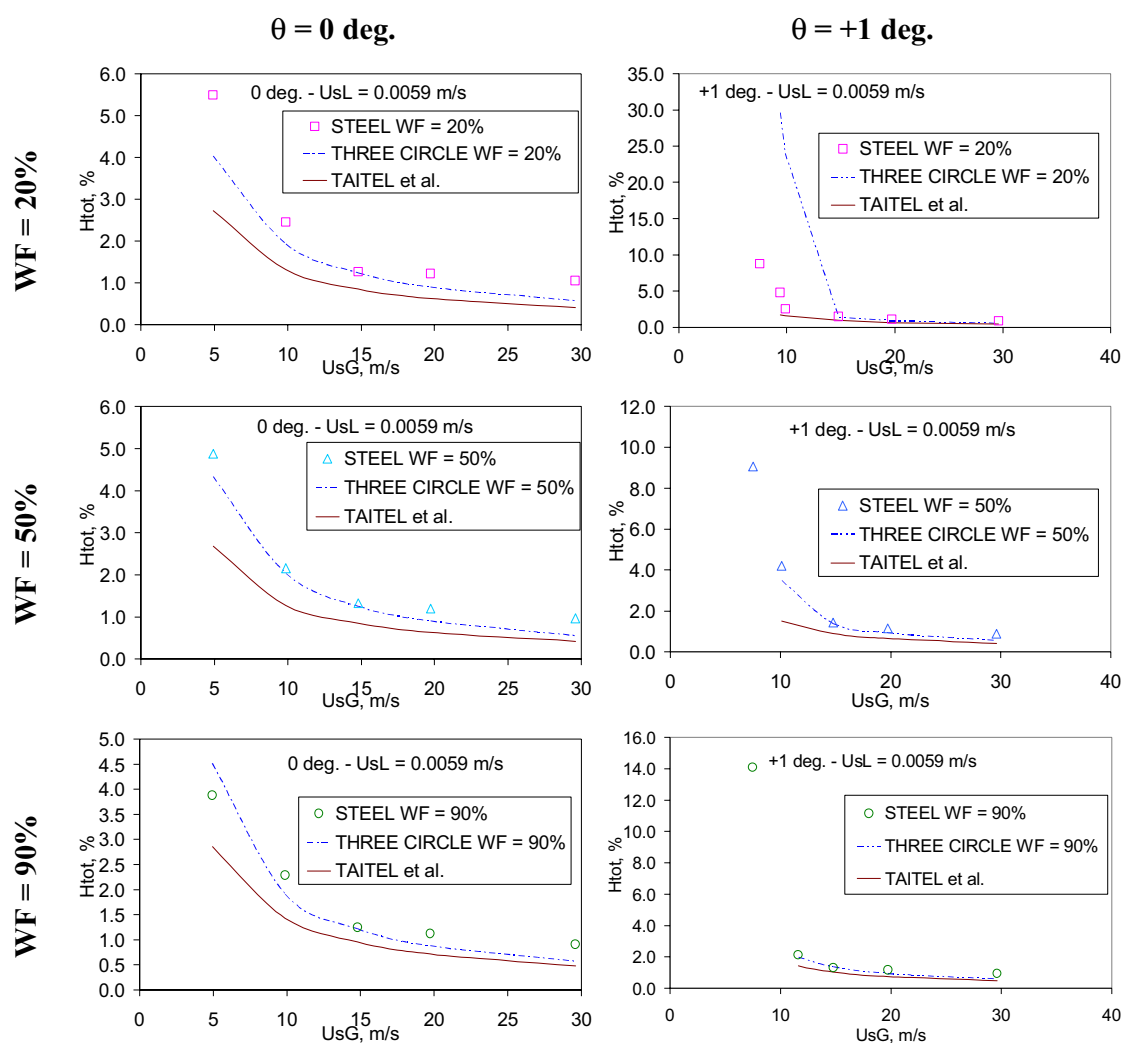 θ = 0 deg.
θ = +1 deg.
WF = 20%
6.0
5.0
4.0
3.0
2.0
1.0
0.0
Htot, %
0 deg. - UsL = 0.0059 m/s
STEEL WF = 20%
THREE CIRCLE WF = 20%
TAITEL et al.
0 5 10 15 20 25 30
UsG, m/s
35.0
30.0
25.0
20.0
15.0
10.0
5.0
0.0
Htot, %
+1 deg. - UsL = 0.0059 m/s
STEEL WF = 20%
THREE CIRCLE WF = 20%
TAITEL et al.
0 10 20 30 40
UsG, m/s
WF = 50%
6.0
5.0
4.0
3.0
2.0
1.0
0.0
Htot, %
0 deg. - UsL = 0.0059 m/s
STEEL WF = 50%
THREE CIRCLE WF = 50%
TAITEL et al.
0 5 10 15 20 25 30
UsG, m/s
12.0
10.0
8.0
6.0
4.0
2.0
0.0
Htot, %
+1 deg. - UsL = 0.0059 m/s
STEEL WF = 50%
THREE CIRCLE WF = 50%
TAITEL et al.
0 10 20 30 40
UsG, m/s
WF = 90%
5.0
4.5
4.0
3.5
3.0
2.5
2.0
1.5
1.0
0.5
0.0
Htot, %
0 deg. - UsL = 0.0059 m/s
STEEL WF = 90%
THREE CIRCLE WF = 90%
TAITEL et al.
0 5 10 15 20 25 30
UsG, m/s
16.0
14.0
12.0
10.0
8.0
6.0
4.0
2.0
0.0
Htot, %
+1 deg. - UsL = 0.0059 m/s
STEEL WF = 90%
THREE CIRCLE WF = 90%
TAITEL et al.
0 10 20 30 40
UsG, m/s